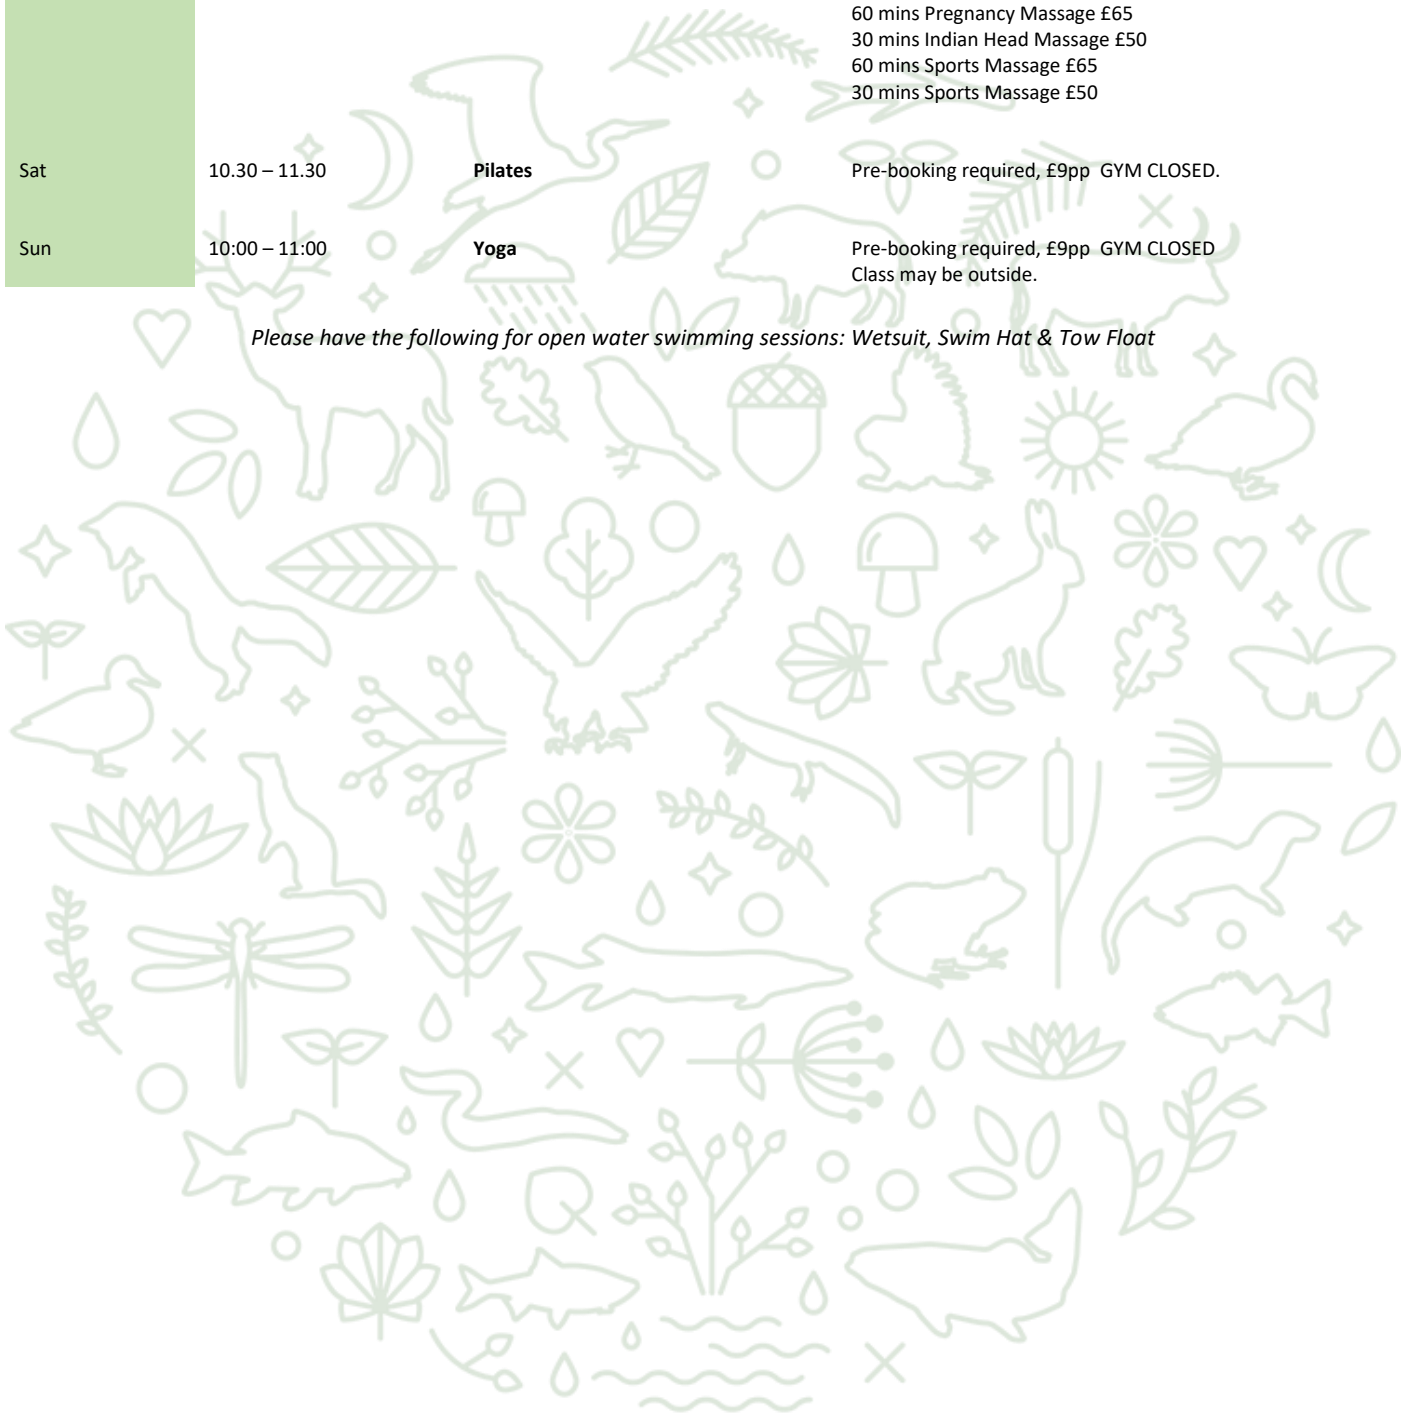 60 mins Pregnancy Massage £65
30 mins Indian Head Massage £50
60 mins Sports Massage £65
30 mins Sports Massage £50
Sat 10.30 – 11.30 Pilates Pre-booking required, £9pp  GYM CLOSED.
Sun 10:00 – 11:00 Yoga Pre-booking required, £9pp  GYM CLOSED
Class may be outside.
Please have the following for open water swimming sessions: Wetsuit, Swim Hat & Tow Float